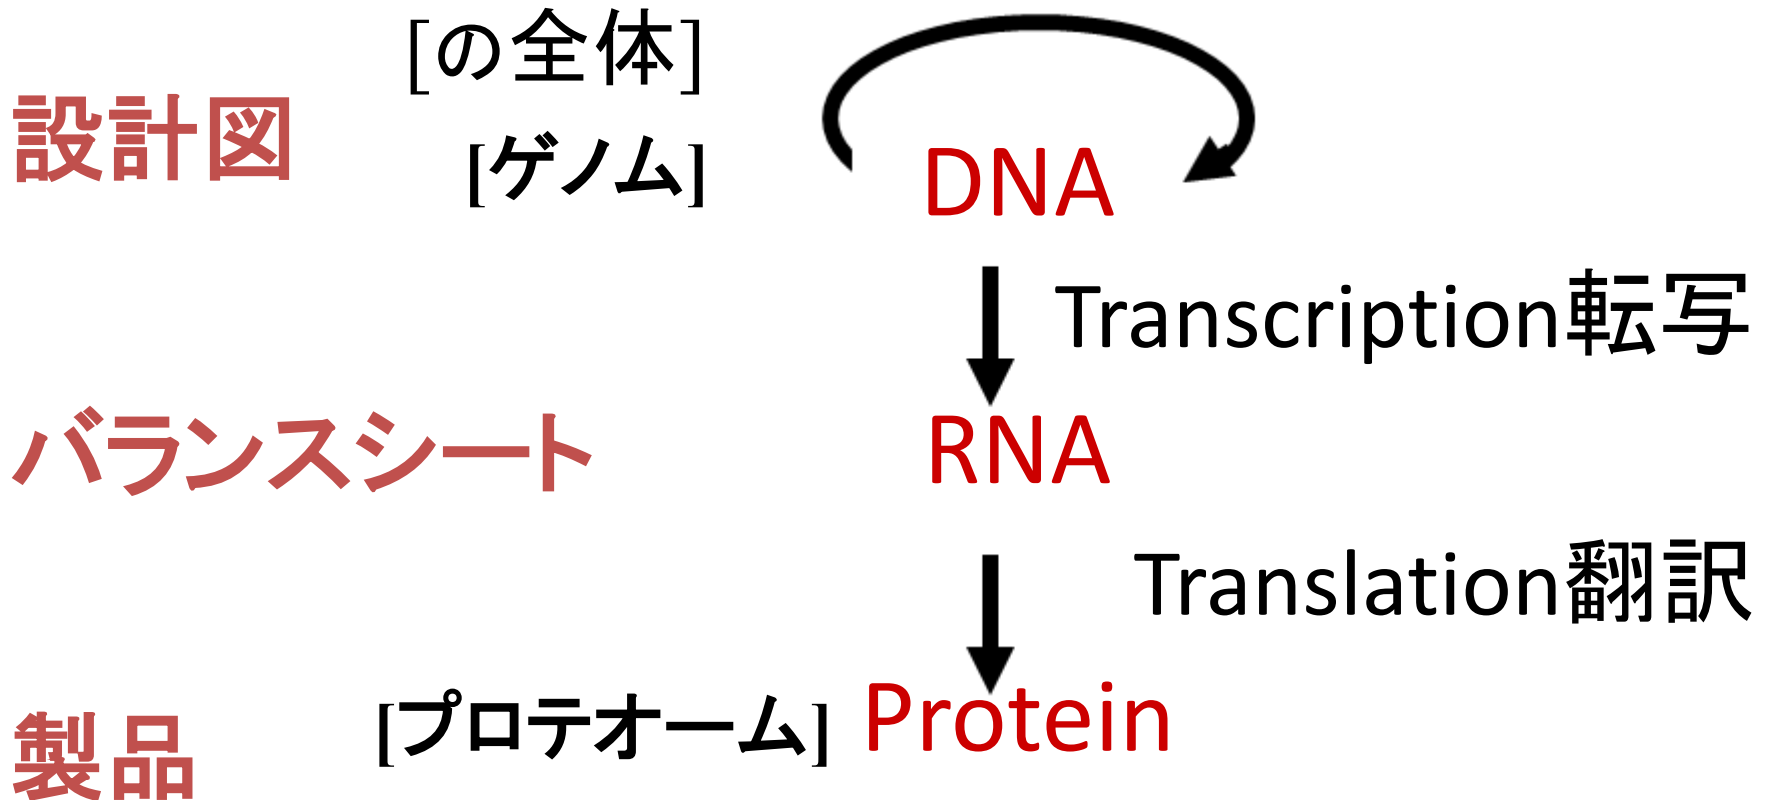 [の全体]
設計図
[ゲノム]
DNA
Transcription転写
バランスシート
RNA
Translation翻訳
製品
[プロテオーム]
Protein